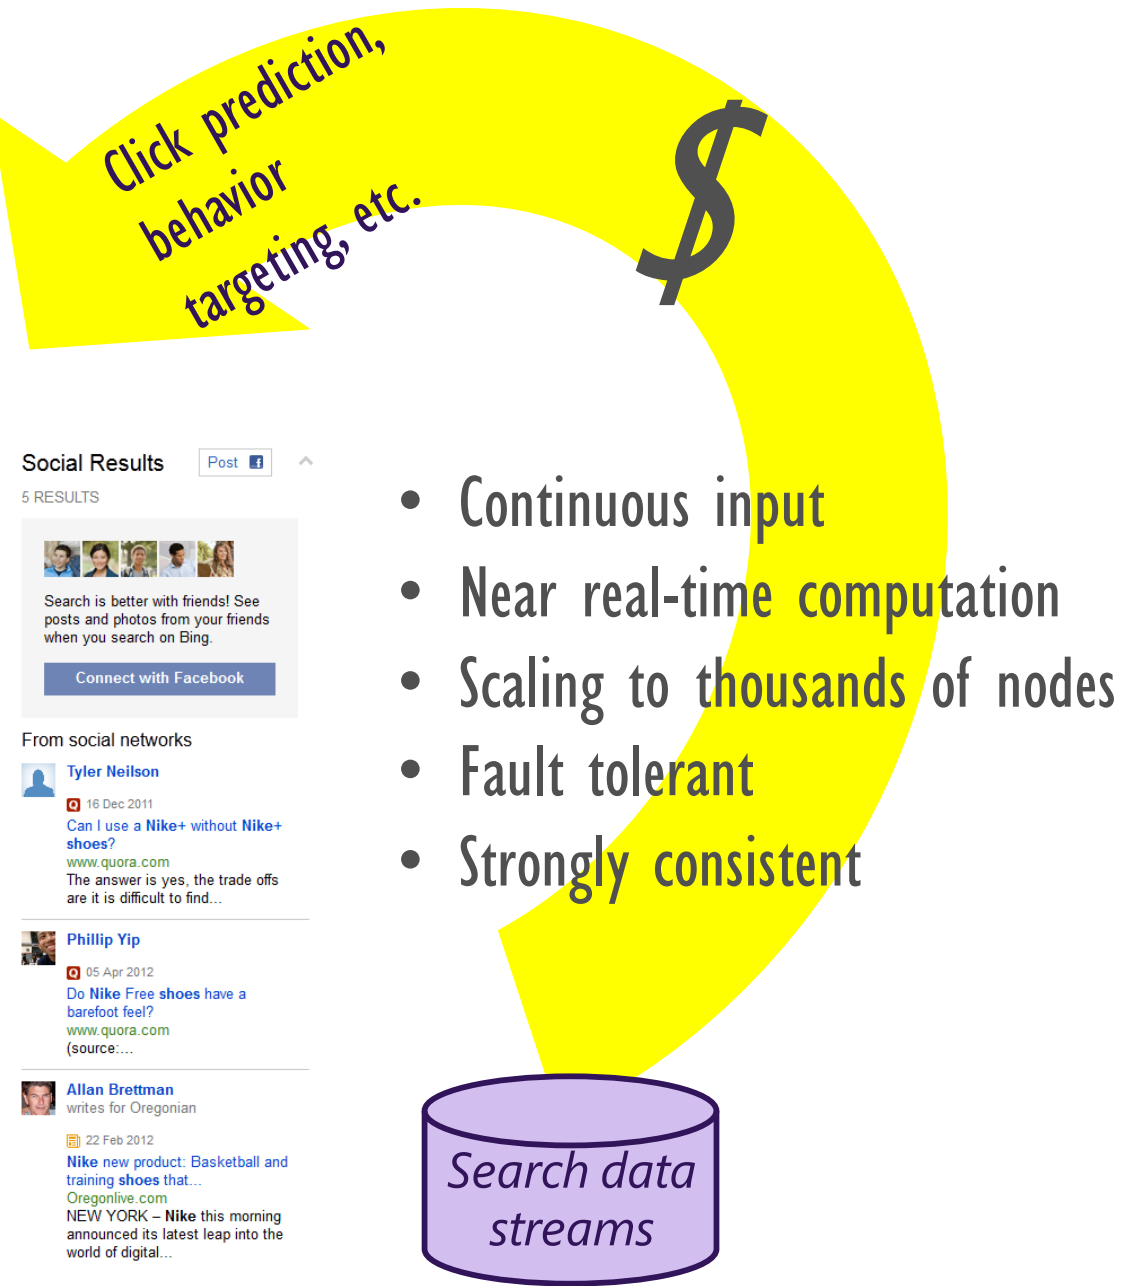 Click prediction,
behavior
targeting, etc.
$
Social Results
Post
5 RESULTS
Search is better with friends! See
posts and photos from your friends
when you search on Bing.
Connect with Facebook
From social networks
Tyler Neilson
16 Dec 2011
Can I use a Nike+ without Nike+
shoes?
www.quora.com
The answer is yes, the trade offs
are it is difficult to find...
Phillip Yip
05 Apr 2012
Do Nike Free shoes have a
barefoot feel?
www.quora.com
(source:...
Allan Brettman
writes for Oregonian
22 Feb 2012
Nike new product: Basketball and
training shoes that...
Oregonlive.com
NEW YORK – Nike this morning
announced its latest leap into the
world of digital...
• Continuous input
• Near real-time computation
• Scaling to thousands of nodes
• Fault tolerant
• Strongly consistent
Search data
streams